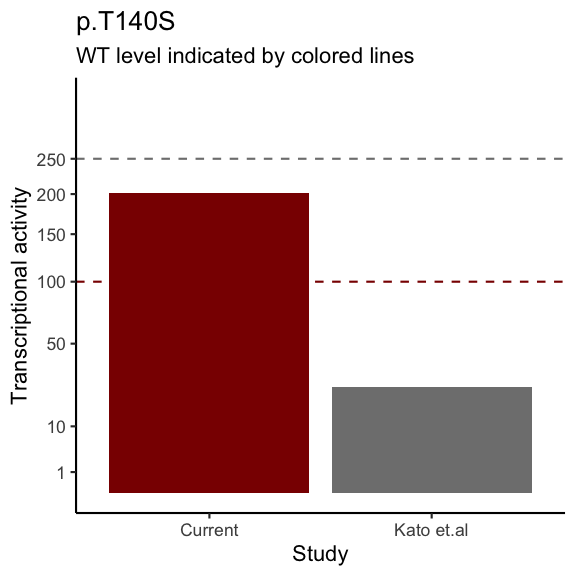 p.T140S
WT level indicated by colored lines
Transcriptional activity
250
200
150
100
50
10
1
Current
Kato et.al
Study